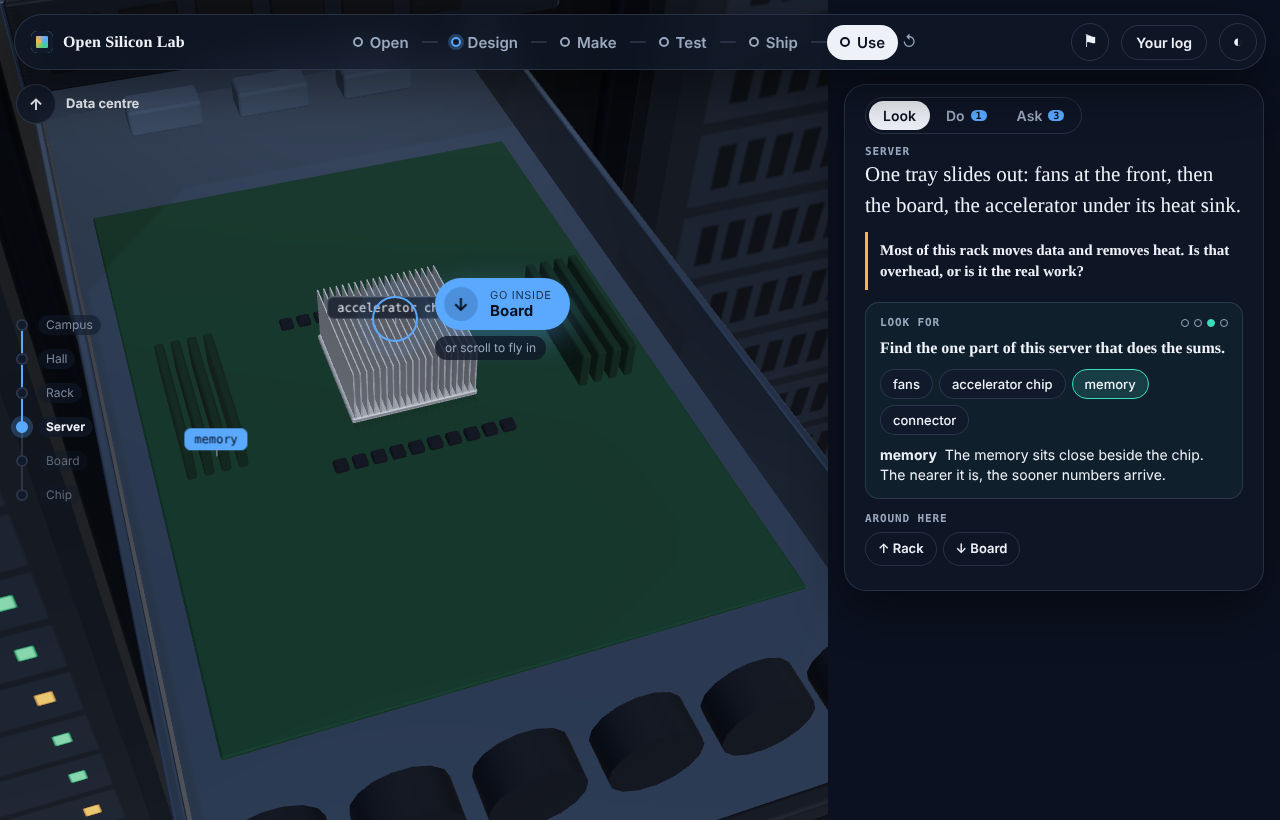 Open Silicon Lab
Open
Design
Make
Test
Ship
Use
Your log
Data centre
Campus
Hall
Rack
Server
Board
Chip
accelerator ch
GO INSIDE
Board
or scroll to fly in
memory
Look
Do 1
Ask 3
SERVER
One tray slides out: fans at the front, then
the board, the accelerator under its heat sink.
Most of this rack moves data and removes heat. Is that
overhead, or is it the real work?
LOOK FOR
Find the one part of this server that does the sums.
fans
accelerator chip
memory
connector
memory The memory sits close beside the chip.
The nearer it is, the sooner numbers arrive.
AROUND HERE
↑ Rack
↓ Board